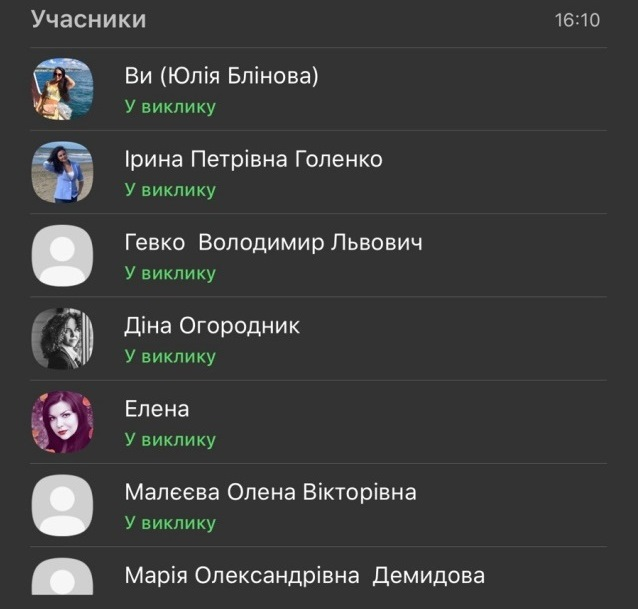 Учасники 16:10
Ви (Юлія Блінова)
У виклику
Ірина Петрівна Голенко
У виклику
Гевко  Володимир Львович
У виклику
Діна Огородник
У виклику
Елена
У виклику
Малєєва Олена Вікторівна
У виклику
Марія Олександрівна  Демидова